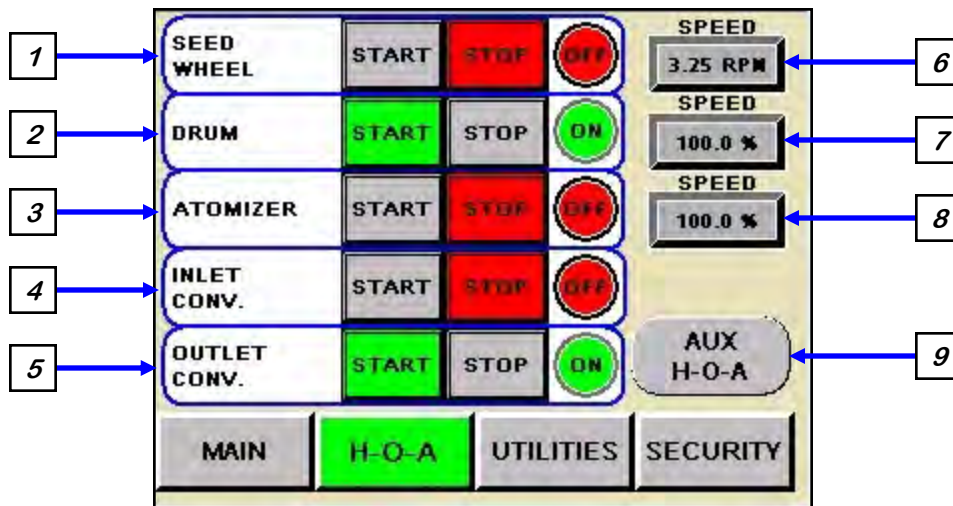 1
SEED WHEEL
START
STOP
OFF
SPEED
3.25 RPM
6
2
DRUM
START
STOP
ON
SPEED
100.0 %
7
3
ATOMIZER
START
STOP
OFF
SPEED
100.0 %
8
4
INLET CONV.
START
STOP
OFF
5
OUTLET CONV.
START
STOP
ON
AUX
H-O-A
9
MAIN
H-O-A
UTILITIES
SECURITY